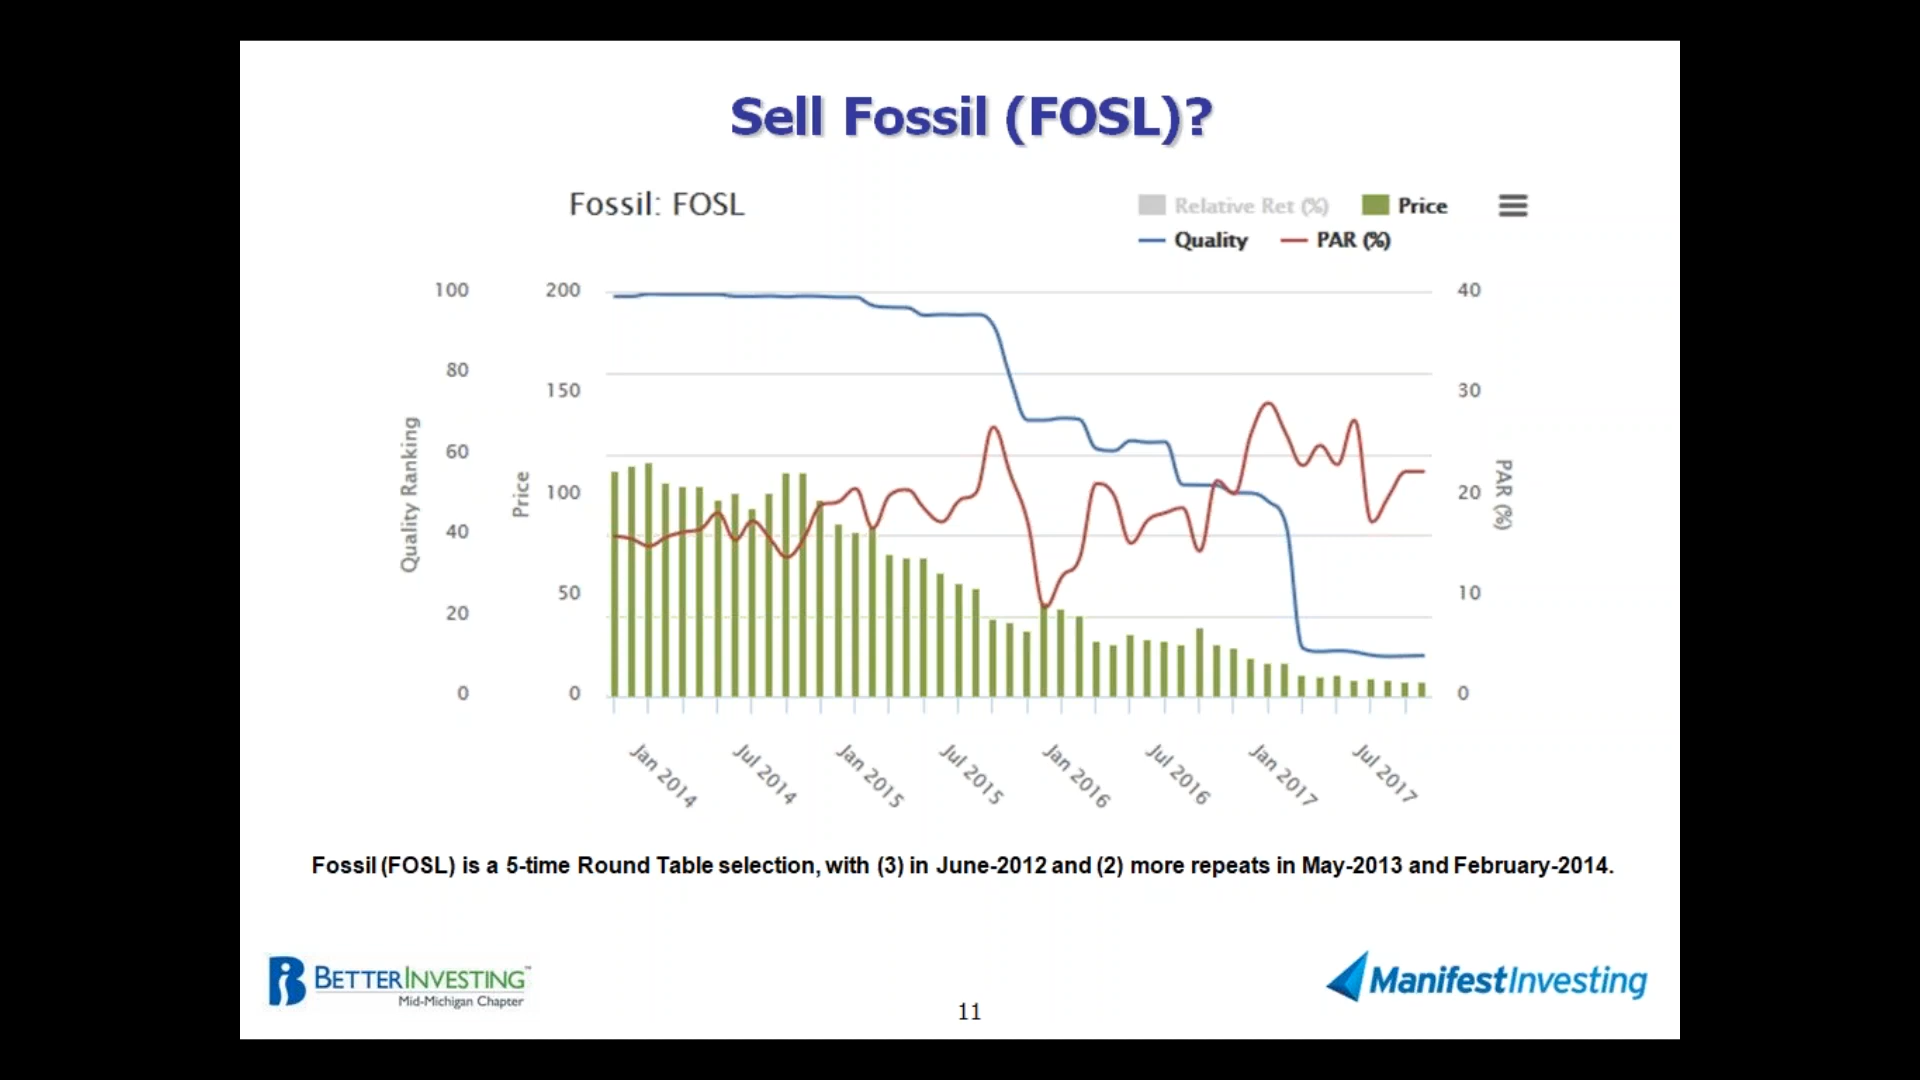 Sell Fossil (FOSL)?
Fossil: FOSL
Relative Ret (%)
Price
Quality
PAR (%)
100
80
60
40
20
0
Quality Ranking
200
150
100
50
0
Price
40
30
20
10
0
PAR (%)
Jan 2014
Jul 2014
Jan 2015
Jul 2015
Jan 2016
Jul 2016
Jan 2017
Jul 2017
Fossil (FOSL) is a 5-time Round Table selection, with (3) in June-2012 and (2) more repeats in May-2013 and February-2014.
BETTERINVESTING™
Mid-Michigan Chapter
11
ManifestInvesting